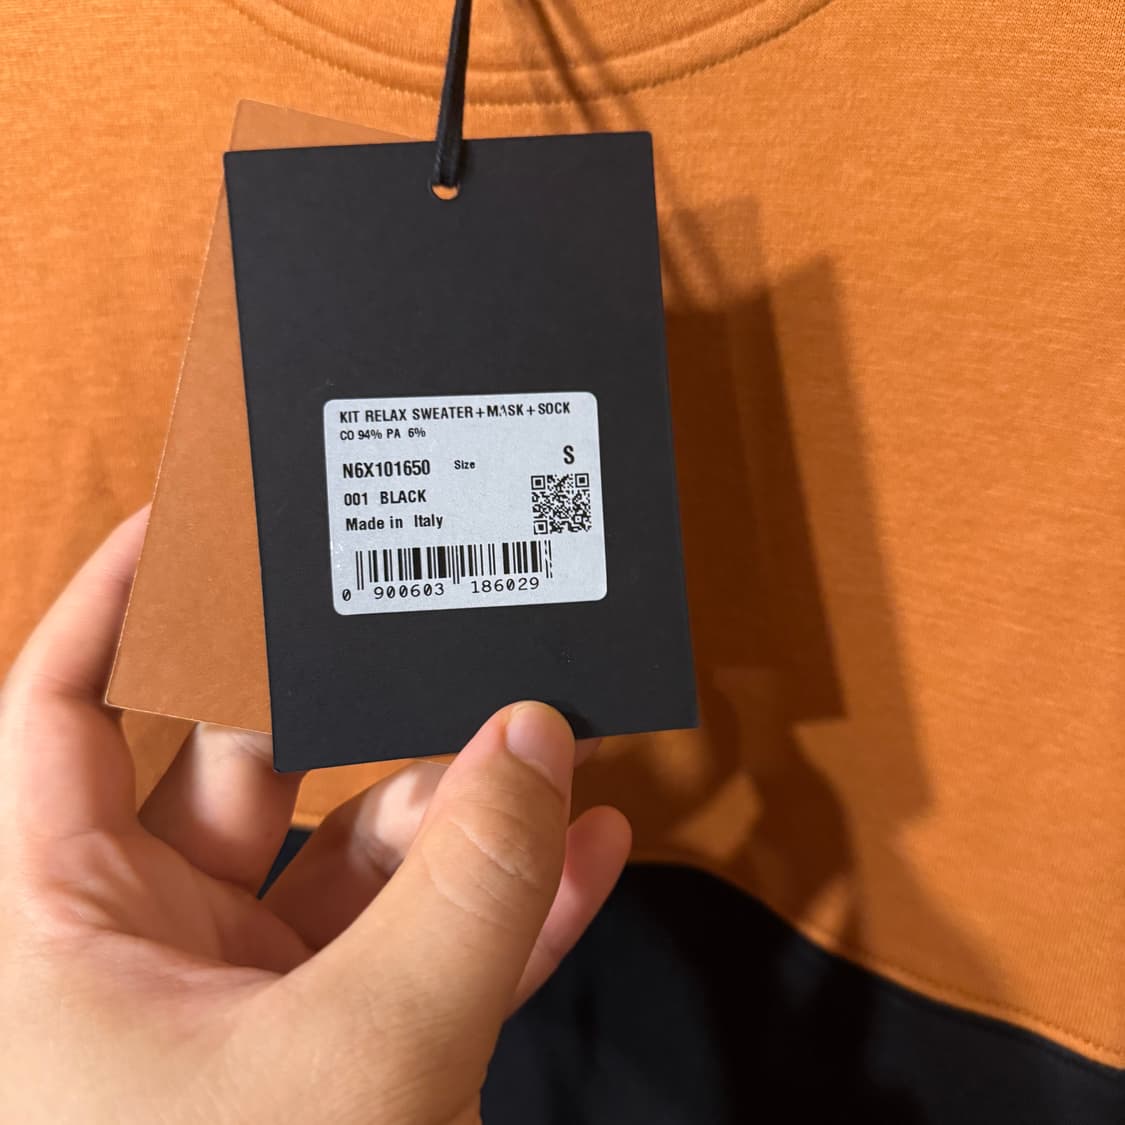 KIT RELAX SWEATER+MASK+SOCK
CO 94% PA 6%
N6X101650 Size S
001 BLACK
Made in Italy
0 900603 186029